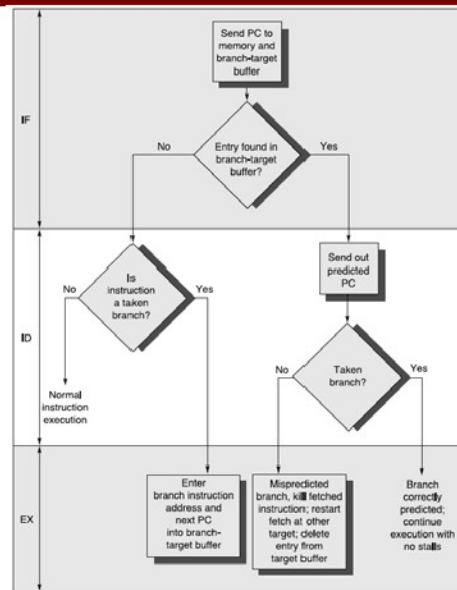 IF
Send PC to
memory and
branch-target
buffer
No
Entry found in
branch-target
buffer?
Yes
ID
No
Is
instruction
a taken
branch?
Yes
Send out
predicted
PC
Normal
instruction
execution
No
Taken
branch?
Yes
EX
Enter
branch instruction
address and
next PC
into branch-
target buffer
Mispredicted
branch, kill fetched
instruction; restart
fetch at other
target; delete
entry from
target buffer
Branch
correctly
predicted;
continue
execution with
no stalls